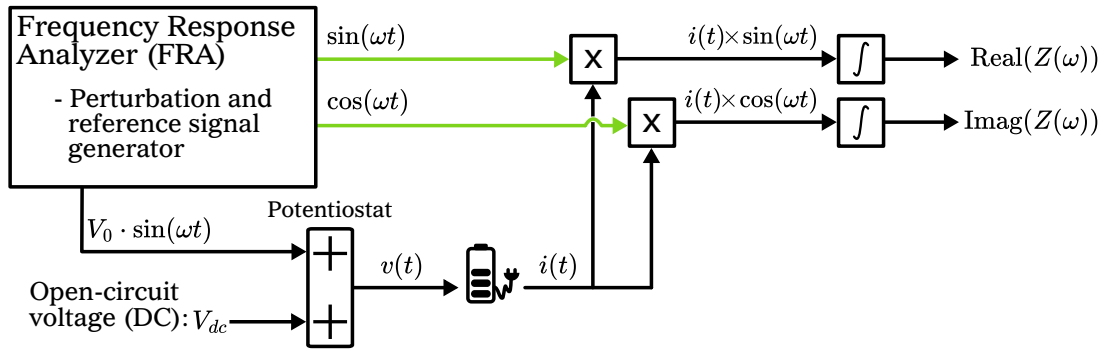 Frequency Response
Analyzer (FRA)
- Perturbation and
reference signal
generator
sin(ωt)
X
i(t)×sin(ωt)
∫
Real(Z(ω))
cos(ωt)
X
i(t)×cos(ωt)
∫
Imag(Z(ω))
Potentiostat
V₀ · sin(ωt)
+
v(t)
i(t)
Open-circuit
voltage (DC): V_dc
+